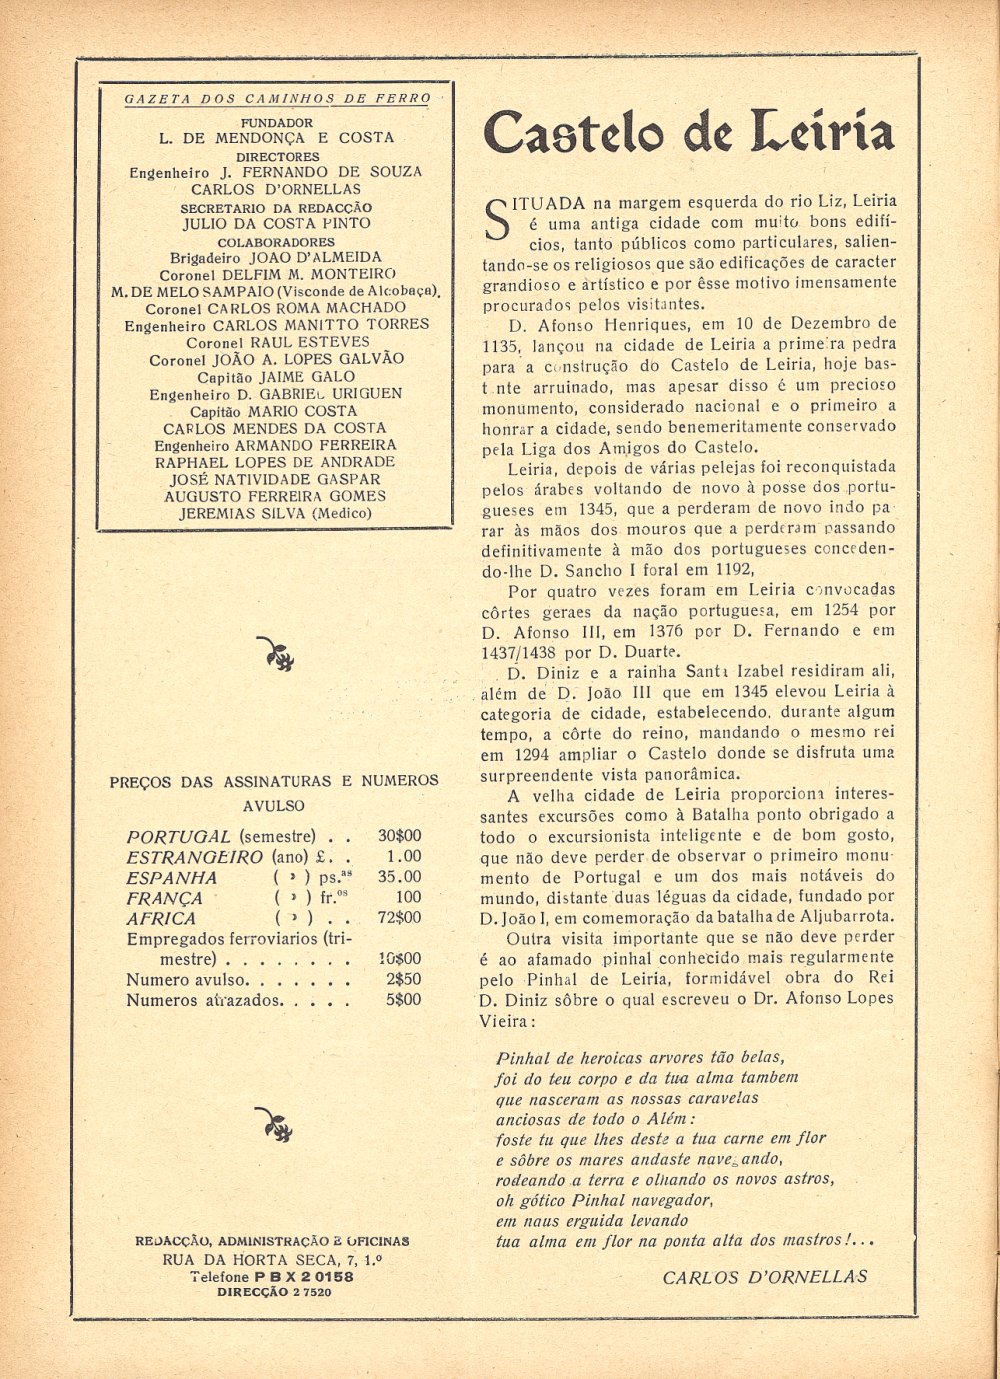 GAZETA DOS CAMINHOS DE FERRO
FUNDADOR
L. DE MENDONÇA E COSTA
DIRECTORES
Engenheiro J. FERNANDO DE SOUZA
CARLOS D'ORNELLAS
SECRETARIO DA REDACÇÃO
JULIO DA COSTA PINTO
COLABORADORES
Brigadeiro JOAO D'ALMEIDA
Coronel DELFIM M. MONTEIRO
M. DE MELO SAMPAIO (Visconde de Alcobaça).
Coronel CARLOS ROMA MACHADO
Engenheiro CARLOS MANITTO TORRES
Coronel RAUL ESTEVES
Coronel JOÃO A. LOPES GALVÃO
Capitão JAIME GALO
Engenheiro D. GABRIEL URIGUEN
Capitão MARIO COSTA
CARLOS MENDES DA COSTA
Engenheiro ARMANDO FERREIRA
RAPHAEL LOPES DE ANDRADE
JOSÉ NATIVIDADE GASPAR
AUGUSTO FERREIRA GOMES
JEREMIAS SILVA (Medico)
PREÇOS DAS ASSINATURAS E NUMEROS
AVULSO
PORTUGAL (semestre) . . 30$00
ESTRANGEIRO (ano) £. . 1.00
ESPANHA ( » ) ps.as 35.00
FRANÇA ( » ) fr.os 100
AFRICA ( » ) . . 72$00
Empregados ferroviarios (tri-
mestre) . . . . . . . . 10$00
Numero avulso. . . . . . . 2$50
Numeros atrazados. . . . . 5$00
REDACÇÃO, ADMINISTRAÇÃO E OFICINAS
RUA DA HORTA SECA, 7, 1.º
Telefone P B X 2 0158
DIRECÇÃO 2 7520
Castelo de Leiria
SITUADA na margem esquerda do rio Liz, Leiria
é uma antiga cidade com muito bons edifí-
cios, tanto públicos como particulares, salien-
tando-se os religiosos que são edificações de caracter
grandioso e àrtístico e por êsse motivo imensamente
procurados pelos visitantes.
D. Afonso Henriques, em 10 de Dezembro de
1135, lançou na cidade de Leiria a primeira pedra
para a construção do Castelo de Leiria, hoje bas-
tante arruinado, mas apesar disso é um precioso
monumento, considerado nacional e o primeiro a
honrar a cidade, sendo benemeritamente conservado
pela Liga dos Amigos do Castelo.
Leiria, depois de várias pelejas foi reconquistada
pelos árabes voltando de novo à posse dos portu-
gueses em 1345, que a perderam de novo indo pa-
rar às mãos dos mouros que a perderam passando
definitivamente à mão dos portugueses conceden-
do-lhe D. Sancho I foral em 1192,
Por quatro vezes foram em Leiria convocadas
côrtes geraes da nação portuguesa, em 1254 por
D. Afonso III, em 1376 por D. Fernando e em
1437/1438 por D. Duarte.
D. Diniz e a rainha Santa Izabel residiram ali,
além de D. João III que em 1345 elevou Leiria à
categoria de cidade, estabelecendo, durante algum
tempo, a côrte do reino, mandando o mesmo rei
em 1294 ampliar o Castelo donde se disfruta uma
surpreendente vista panorâmica.
A velha cidade de Leiria proporciona interes-
santes excursões como à Batalha ponto obrigado a
todo o excursionista inteligente e de bom gosto,
que não deve perder de observar o primeiro monu-
mento de Portugal e um dos mais notáveis do
mundo, distante duas léguas da cidade, fundado por
D. João I, em comemoração da batalha de Aljubarrota.
Outra visita importante que se não deve perder
é ao afamado pinhal conhecido mais regularmente
pelo Pinhal de Leiria, formidável obra do Rei
D. Diniz sôbre o qual escreveu o Dr. Afonso Lopes
Vieira:
Pinhal de heroicas arvores tão belas,
foi do teu corpo e da tua alma tambem
que nasceram as nossas caravelas
anciosas de todo o Além:
foste tu que lhes deste a tua carne em flor
e sôbre os mares andaste navegando,
rodeando a terra e olhando os novos astros,
oh gótico Pinhal navegador,
em naus erguida levando
tua alma em flor na ponta alta dos mastros!...
CARLOS D'ORNELLAS